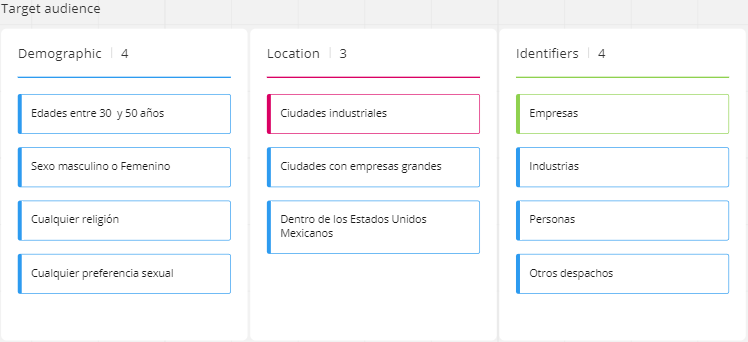 Target audience
Demographic | 4
Edades entre 30 y 50 años
Sexo masculino o Femenino
Cualquier religión
Cualquier preferencia sexual
Location | 3
Ciudades industriales
Ciudades con empresas grandes
Dentro de los Estados Unidos
Mexicanos
Identifiers | 4
Empresas
Industrias
Personas
Otros despachos